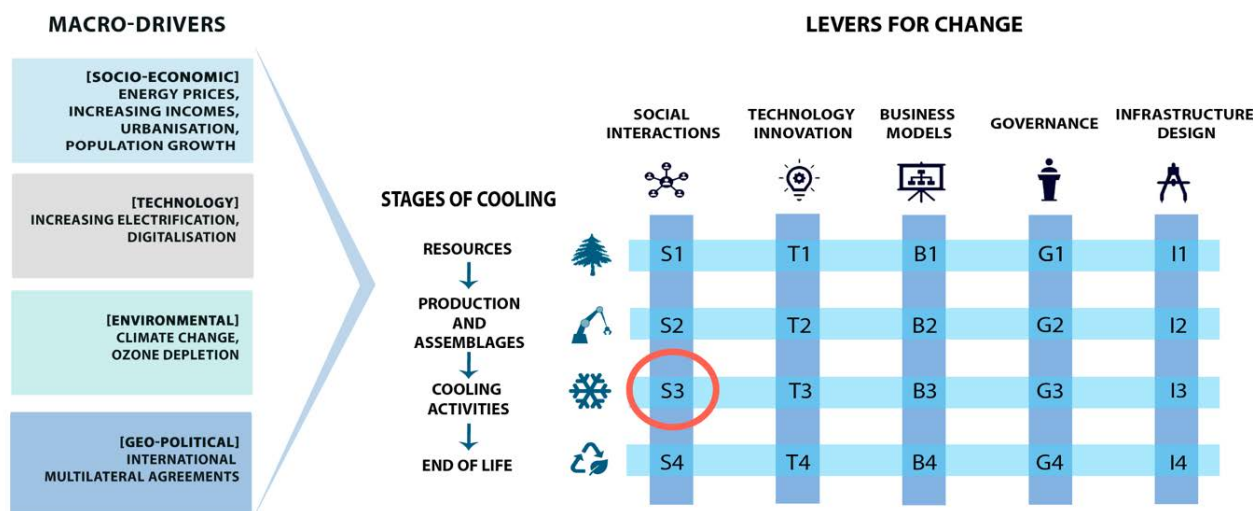 MACRO-DRIVERS
[SOCIO-ECONOMIC]
ENERGY PRICES,
INCREASING INCOMES,
URBANISATION,
POPULATION GROWTH
[TECHNOLOGY]
INCREASING ELECTRIFICATION,
DIGITALISATION
[ENVIRONMENTAL]
CLIMATE CHANGE,
OZONE DEPLETION
[GEO-POLITICAL]
INTERNATIONAL
MULTILATERAL AGREEMENTS
LEVERS FOR CHANGE
SOCIAL
INTERACTIONS
TECHNOLOGY
INNOVATION
BUSINESS
MODELS
GOVERNANCE
INFRASTRUCTURE
DESIGN
STAGES OF COOLING
RESOURCES
S1 T1 B1 G1 I1
PRODUCTION
AND
ASSEMBLAGES
S2 T2 B2 G2 I2
COOLING
ACTIVITIES
S3 T3 B3 G3 I3
END OF LIFE
S4 T4 B4 G4 I4